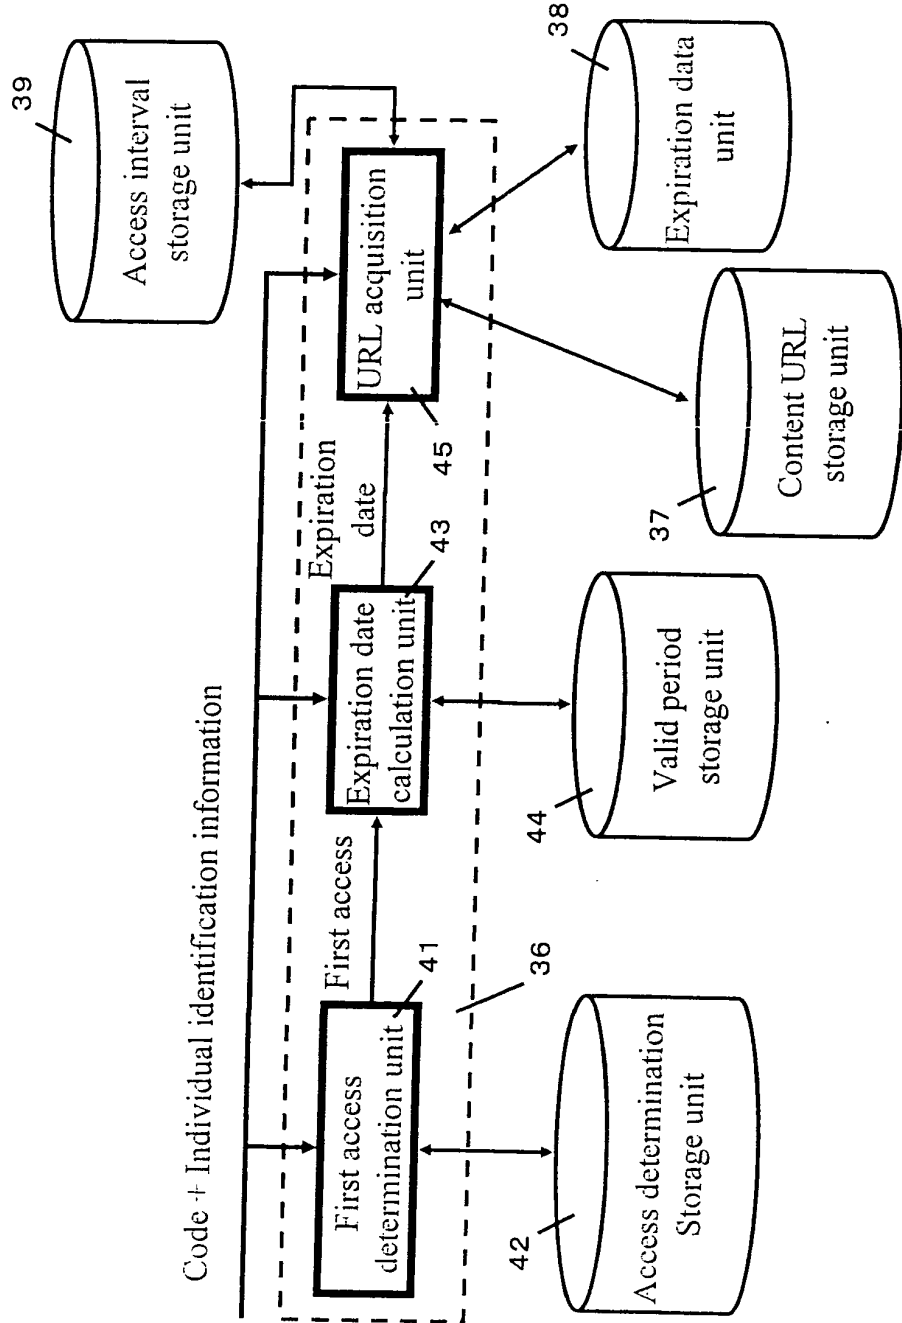 Code + Individual identification information
39
Access interval
storage unit
First access
determination unit
41
First access
Expiration date
calculation unit
43
Expiration
date
URL acquisition
unit
45
36
42
Access determination
Storage unit
44
Valid period
storage unit
37
Content URL
storage unit
38
Expiration data
unit